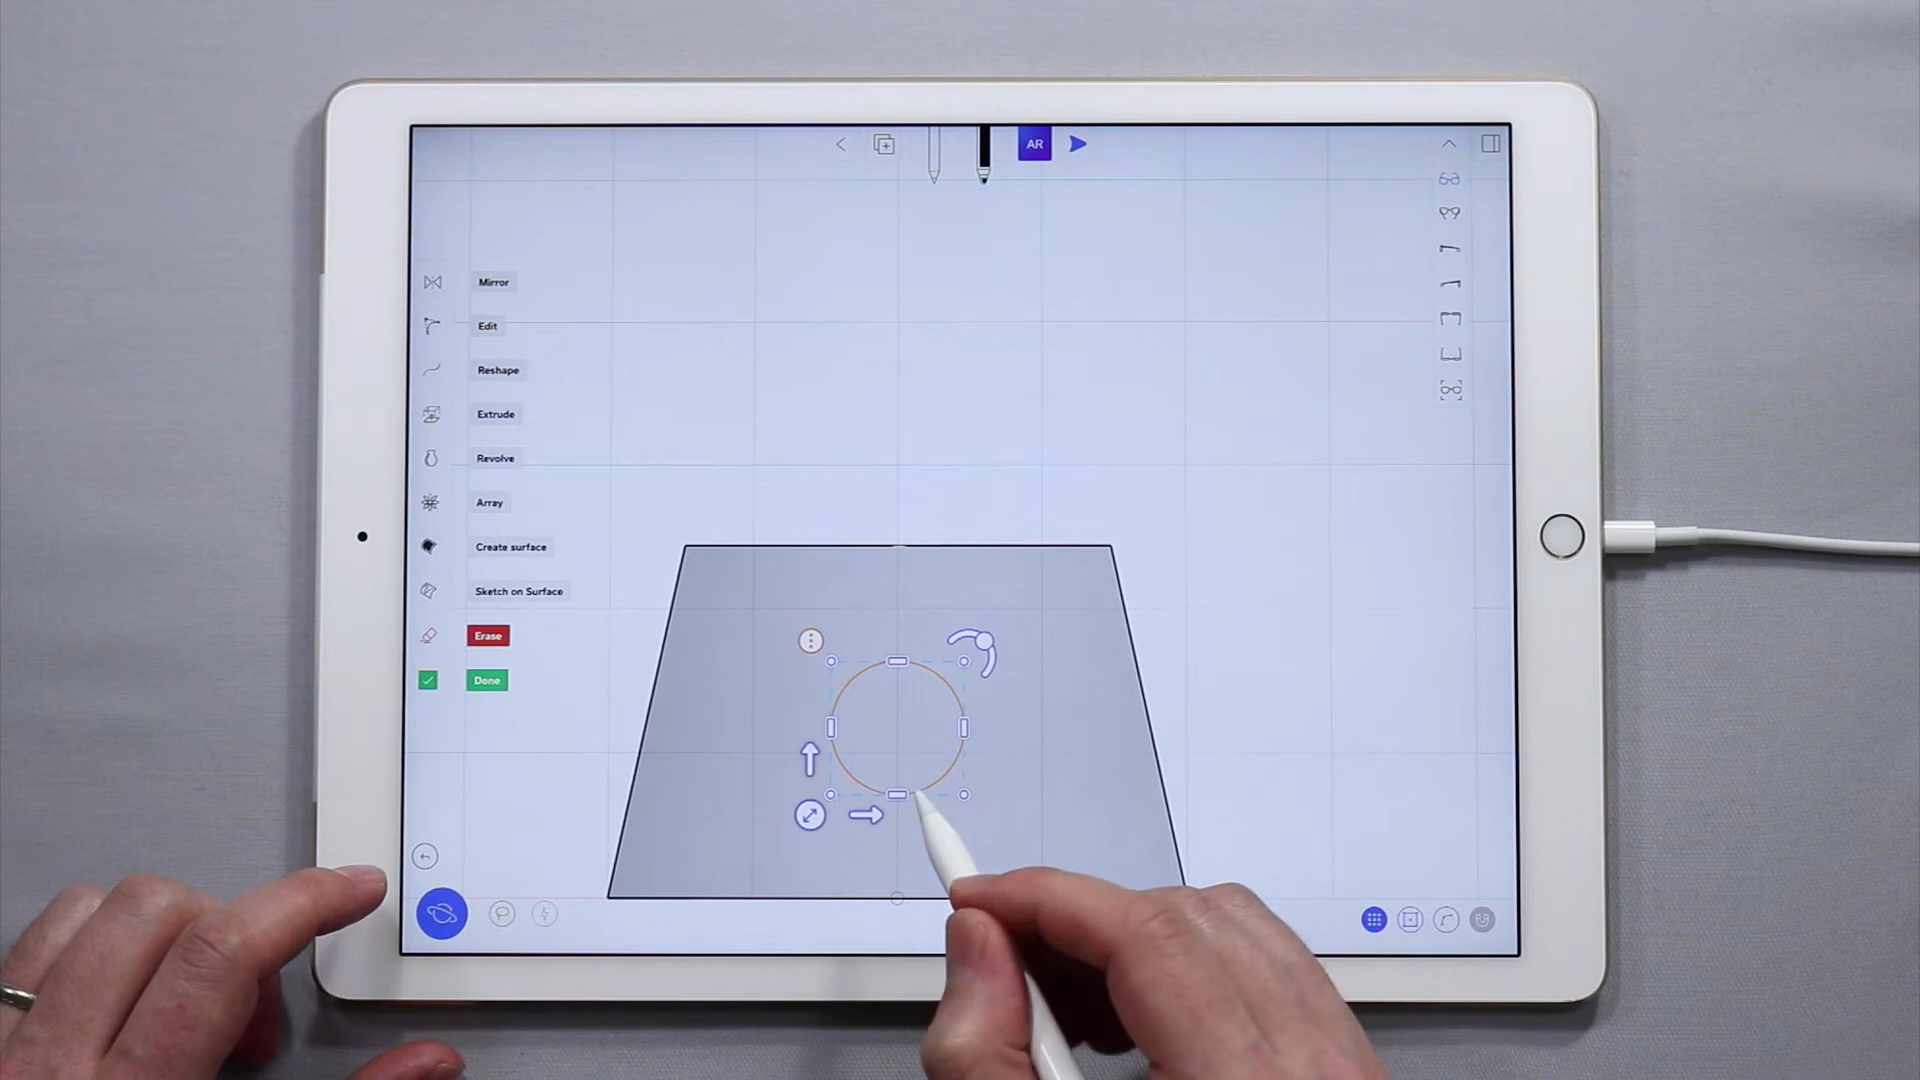 AR
Mirror
Edit
Reshape
Extrude
Revolve
Array
Create surface
Sketch on Surface
Erase
Done